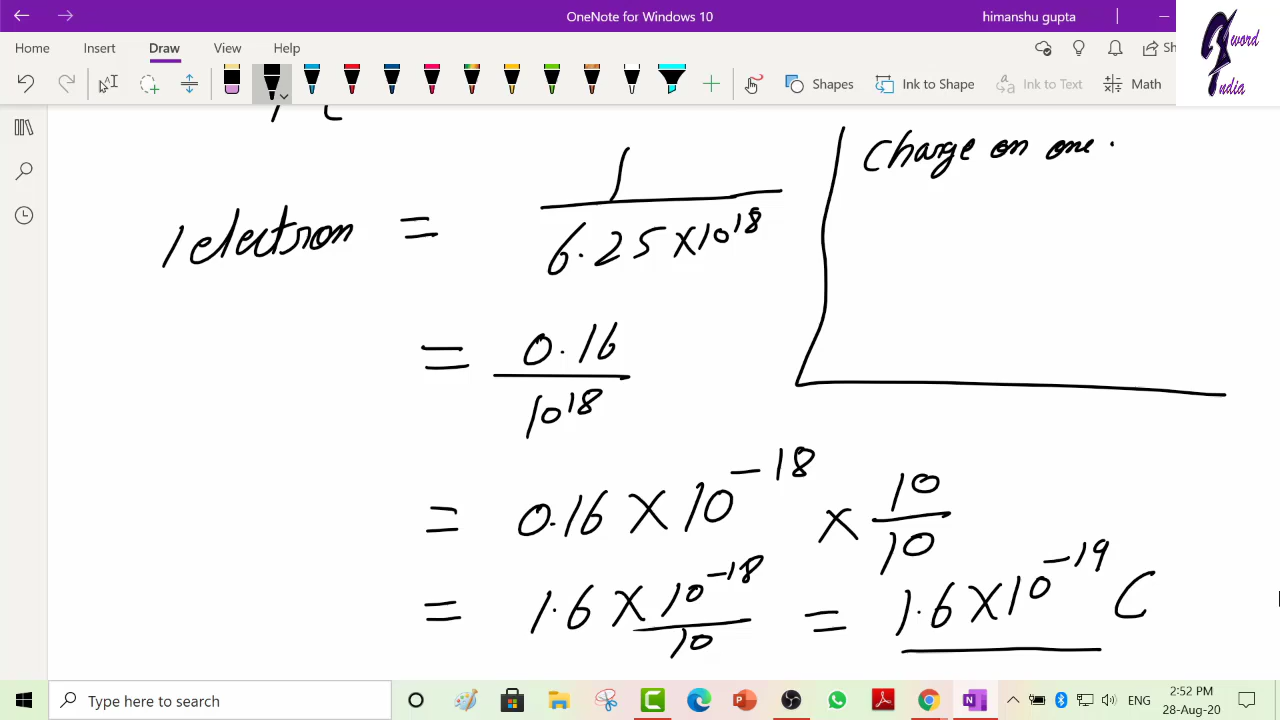 OneNote for Windows 10
himanshu gupta
Home Insert Draw View Help Sh
Shapes Ink to Shape Ink to Text Math
Sword
India
Charge on one
1 electron = 1 / 6.25 × 10^18
= 0.16 / 10^18
= 0.16 × 10^-18 × 10/10
= 1.6 × 10^-18 / 10 = 1.6 × 10^-19 C
Type here to search
ENG
2:52 PM
28-Aug-20